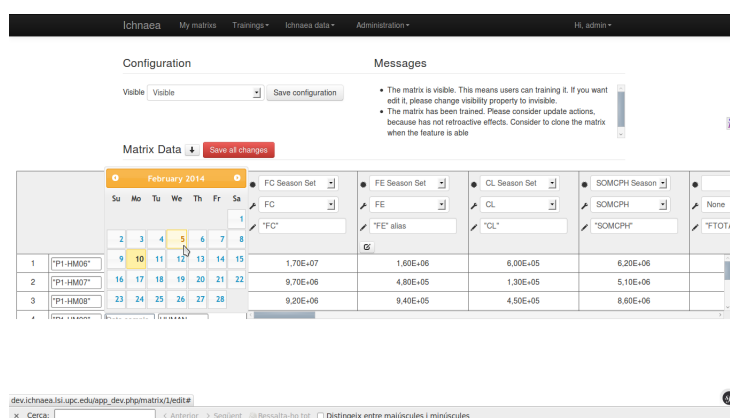 Ichnaea My matrixs Trainings Ichnaea data Administration Hi, admin
Configuration
Messages
Visible Visible Save configuration
The matrix is visible. This means users can training it. If you want
edit it, please change visibility property to invisible.
The matrix has been trained. Please consider update actions,
because has not retroactive effects. Consider to clone the matrix
when the feature is able
Matrix Data Save all changes
February 2014
Su Mo Tu We Th Fr Sa
1
2 3 4 5 6 7 8
9 10 11 12 13 14 15
16 17 18 19 20 21 22
23 24 25 26 27 28
FC Season Set FE Season Set CL Season Set SOMCPH Season
FC FE CL SOMCPH None
"FC" "FE" alias "CL" "SOMCPH" "FTOTA
1 "P1-HM06" 1,70E+07 1,60E+06 6,00E+05 6,20E+06
2 "P1-HM07" 9,70E+06 4,80E+05 1,30E+05 5,10E+06
3 "P1-HM08" 9,20E+06 9,40E+05 4,50E+05 8,60E+06
dev.ichnaea.lsi.upc.edu/app_dev.php/matrix/1/edit#
× Cerca: < Anterior > Següent Ressalta-ho tot Distingeix entre majúscules i minúscules